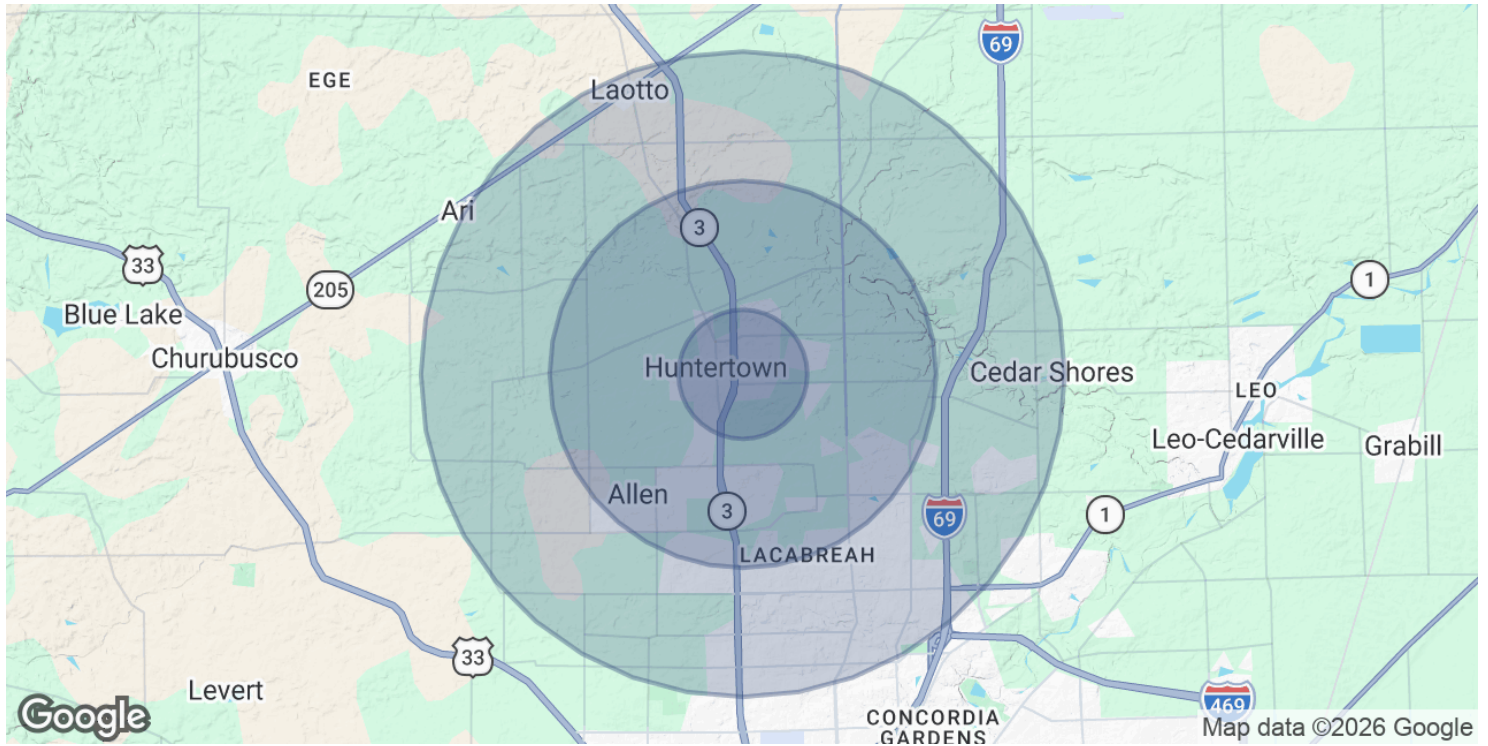 69
EGE
Laotto
Ari
3
33
205
1
Blue Lake
Churubusco
Huntertown
Cedar Shores
LEO
Leo-Cedarville
Grabill
Allen
3
69
1
LACABREAH
33
Levert
469
CONCORDIA
GARDENS
Google
Map data ©2026 Google